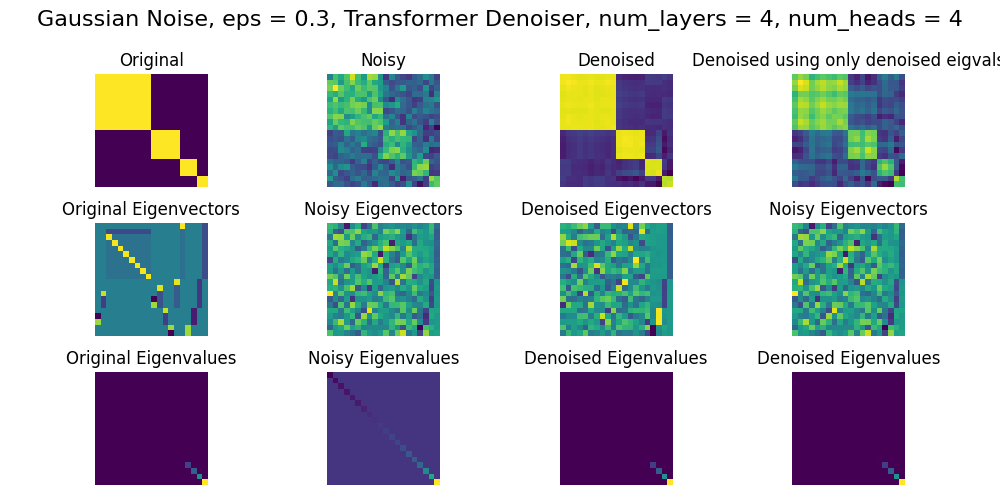 Gaussian Noise, eps = 0.3, Transformer Denoiser, num_layers = 4, num_heads = 4
Original
Noisy
Denoised
Denoised using only denoised eigvals
Original Eigenvectors
Noisy Eigenvectors
Denoised Eigenvectors
Noisy Eigenvectors
Original Eigenvalues
Noisy Eigenvalues
Denoised Eigenvalues
Denoised Eigenvalues